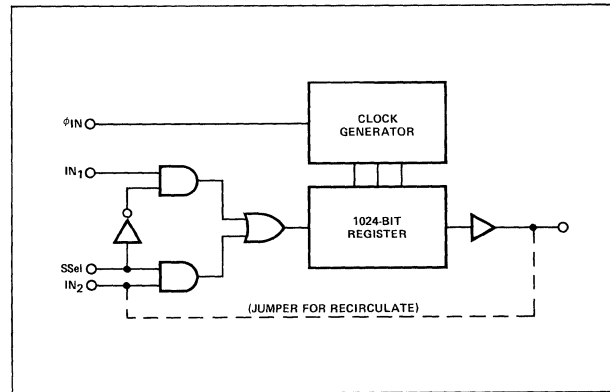 CLOCK
GENERATOR
ϕIN
IN1
1024-BIT
REGISTER
SSel
IN2
(JUMPER FOR RECIRCULATE)